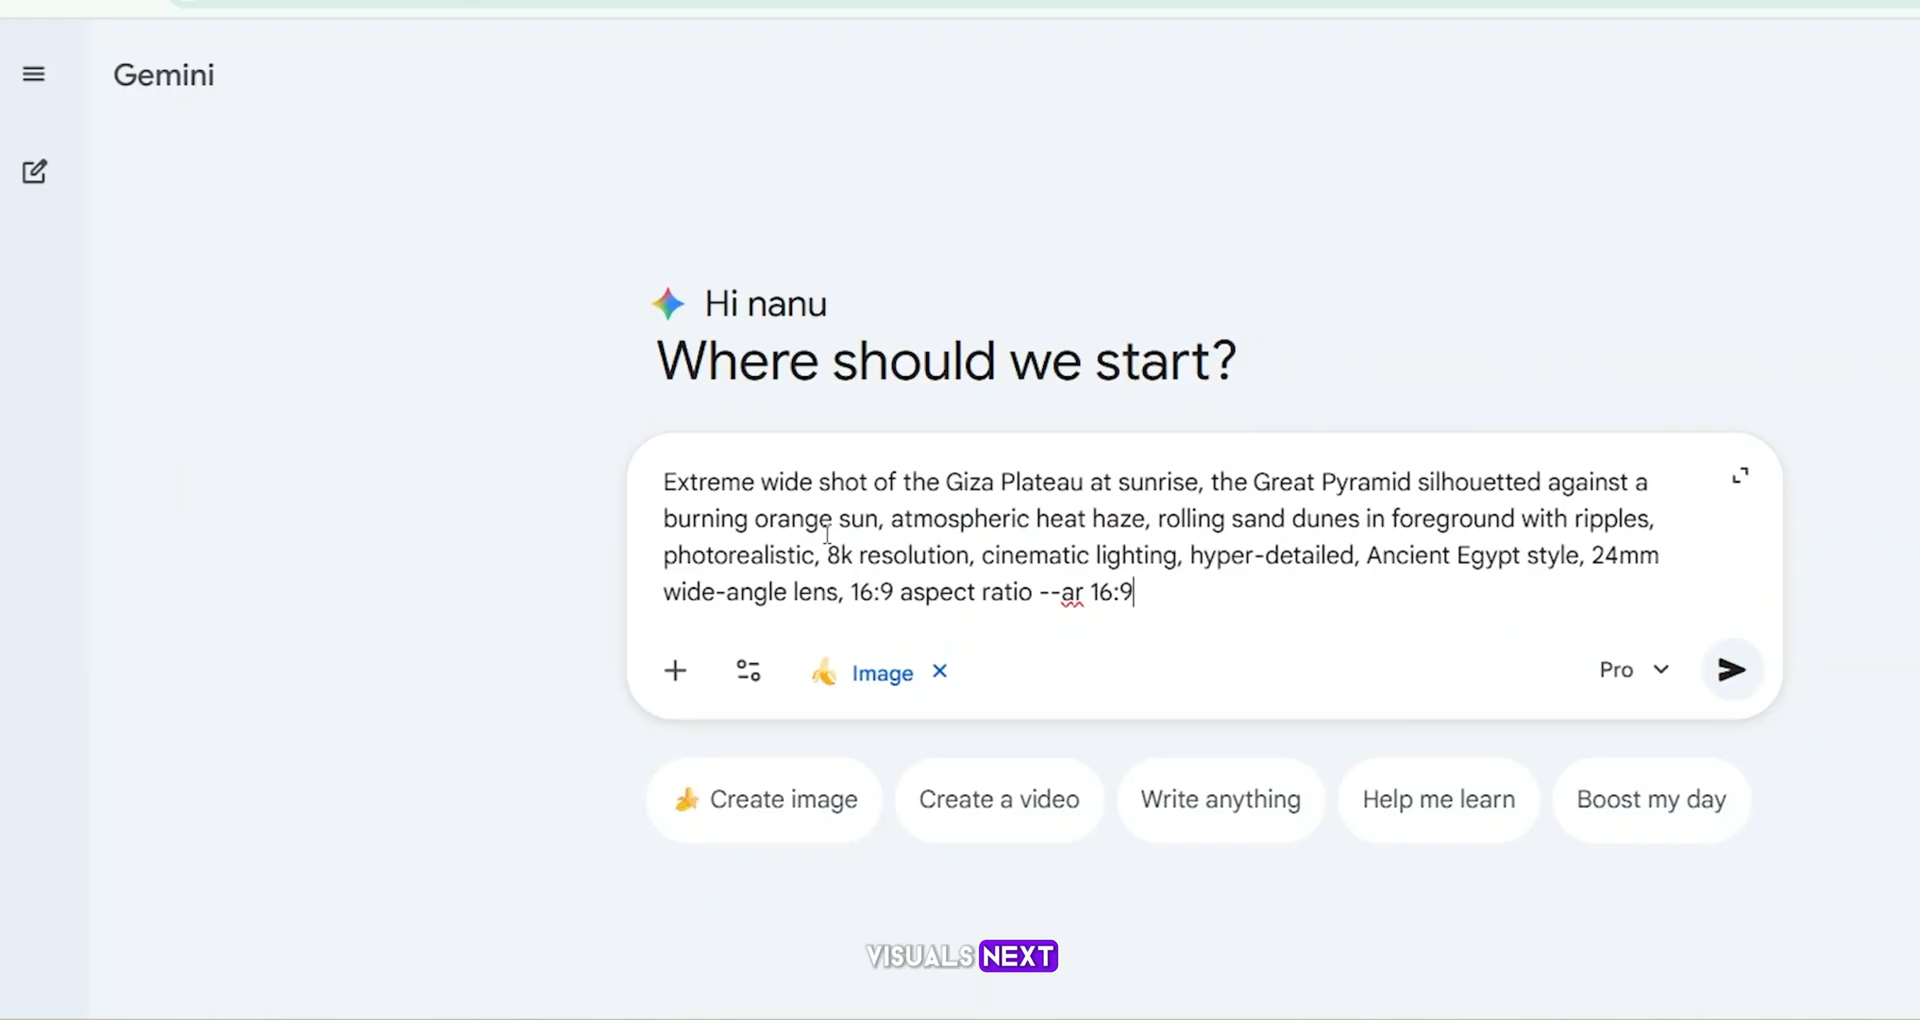 Gemini
Hi nanu
Where should we start?
Extreme wide shot of the Giza Plateau at sunrise, the Great Pyramid silhouetted against a
burning orange sun, atmospheric heat haze, rolling sand dunes in foreground with ripples,
photorealistic, 8k resolution, cinematic lighting, hyper-detailed, Ancient Egypt style, 24mm
wide-angle lens, 16:9 aspect ratio --ar 16:9
Image
Pro
Create image
Create a video
Write anything
Help me learn
Boost my day
VISUALS NEXT